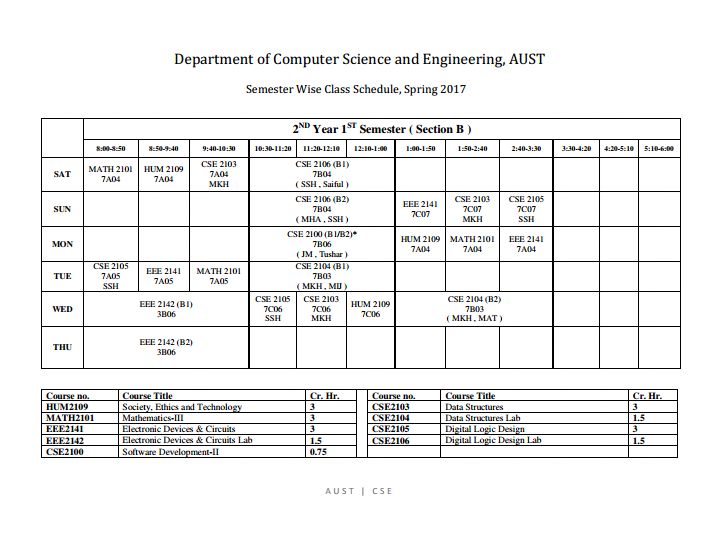 Department of Computer Science and Engineering, AUST
Semester Wise Class Schedule, Spring 2017
2ND Year 1ST Semester ( Section B )
8:00-8:50 8:50-9:40 9:40-10:30 10:30-11:20 11:20-12:10 12:10-1:00 1:00-1:50 1:50-2:40 2:40-3:30 3:30-4:20 4:20-5:10 5:10-6:00
SAT
MATH 2101
7A04
HUM 2109
7A04
CSE 2103
7A04
MKH
CSE 2106 (B1)
7B04
( SSH , Saiful )
SUN
CSE 2106 (B2)
7B04
( MHA , SSH )
EEE 2141
7C07
CSE 2103
7C07
MKH
CSE 2105
7C07
SSH
MON
CSE 2100 (B1/B2)*
7B06
( JM , Tushar )
HUM 2109
7A04
MATH 2101
7A04
EEE 2141
7A04
TUE
CSE 2105
7A05
SSH
EEE 2141
7A05
MATH 2101
7A05
CSE 2104 (B1)
7B03
( MKH , MIJ )
WED
EEE 2142 (B1)
3B06
CSE 2105
7C06
SSH
CSE 2103
7C06
MKH
HUM 2109
7C06
CSE 2104 (B2)
7B03
( MKH , MAT )
THU
EEE 2142 (B2)
3B06
Course no. Course Title Cr. Hr.
HUM2109 Society, Ethics and Technology 3
MATH2101 Mathematics-III 3
EEE2141 Electronic Devices & Circuits 3
EEE2142 Electronic Devices & Circuits Lab 1.5
CSE2100 Software Development-II 0.75
Course no. Course Title Cr. Hr.
CSE2103 Data Structures 3
CSE2104 Data Structures Lab 1.5
CSE2105 Digital Logic Design 3
CSE2106 Digital Logic Design Lab 1.5
AUST | CSE